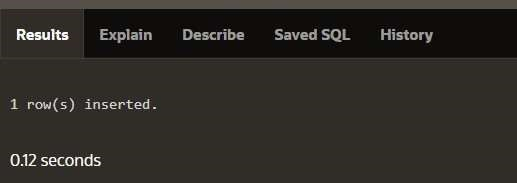 Results Explain Describe Saved SQL History
1 row(s) inserted.
0.12 seconds